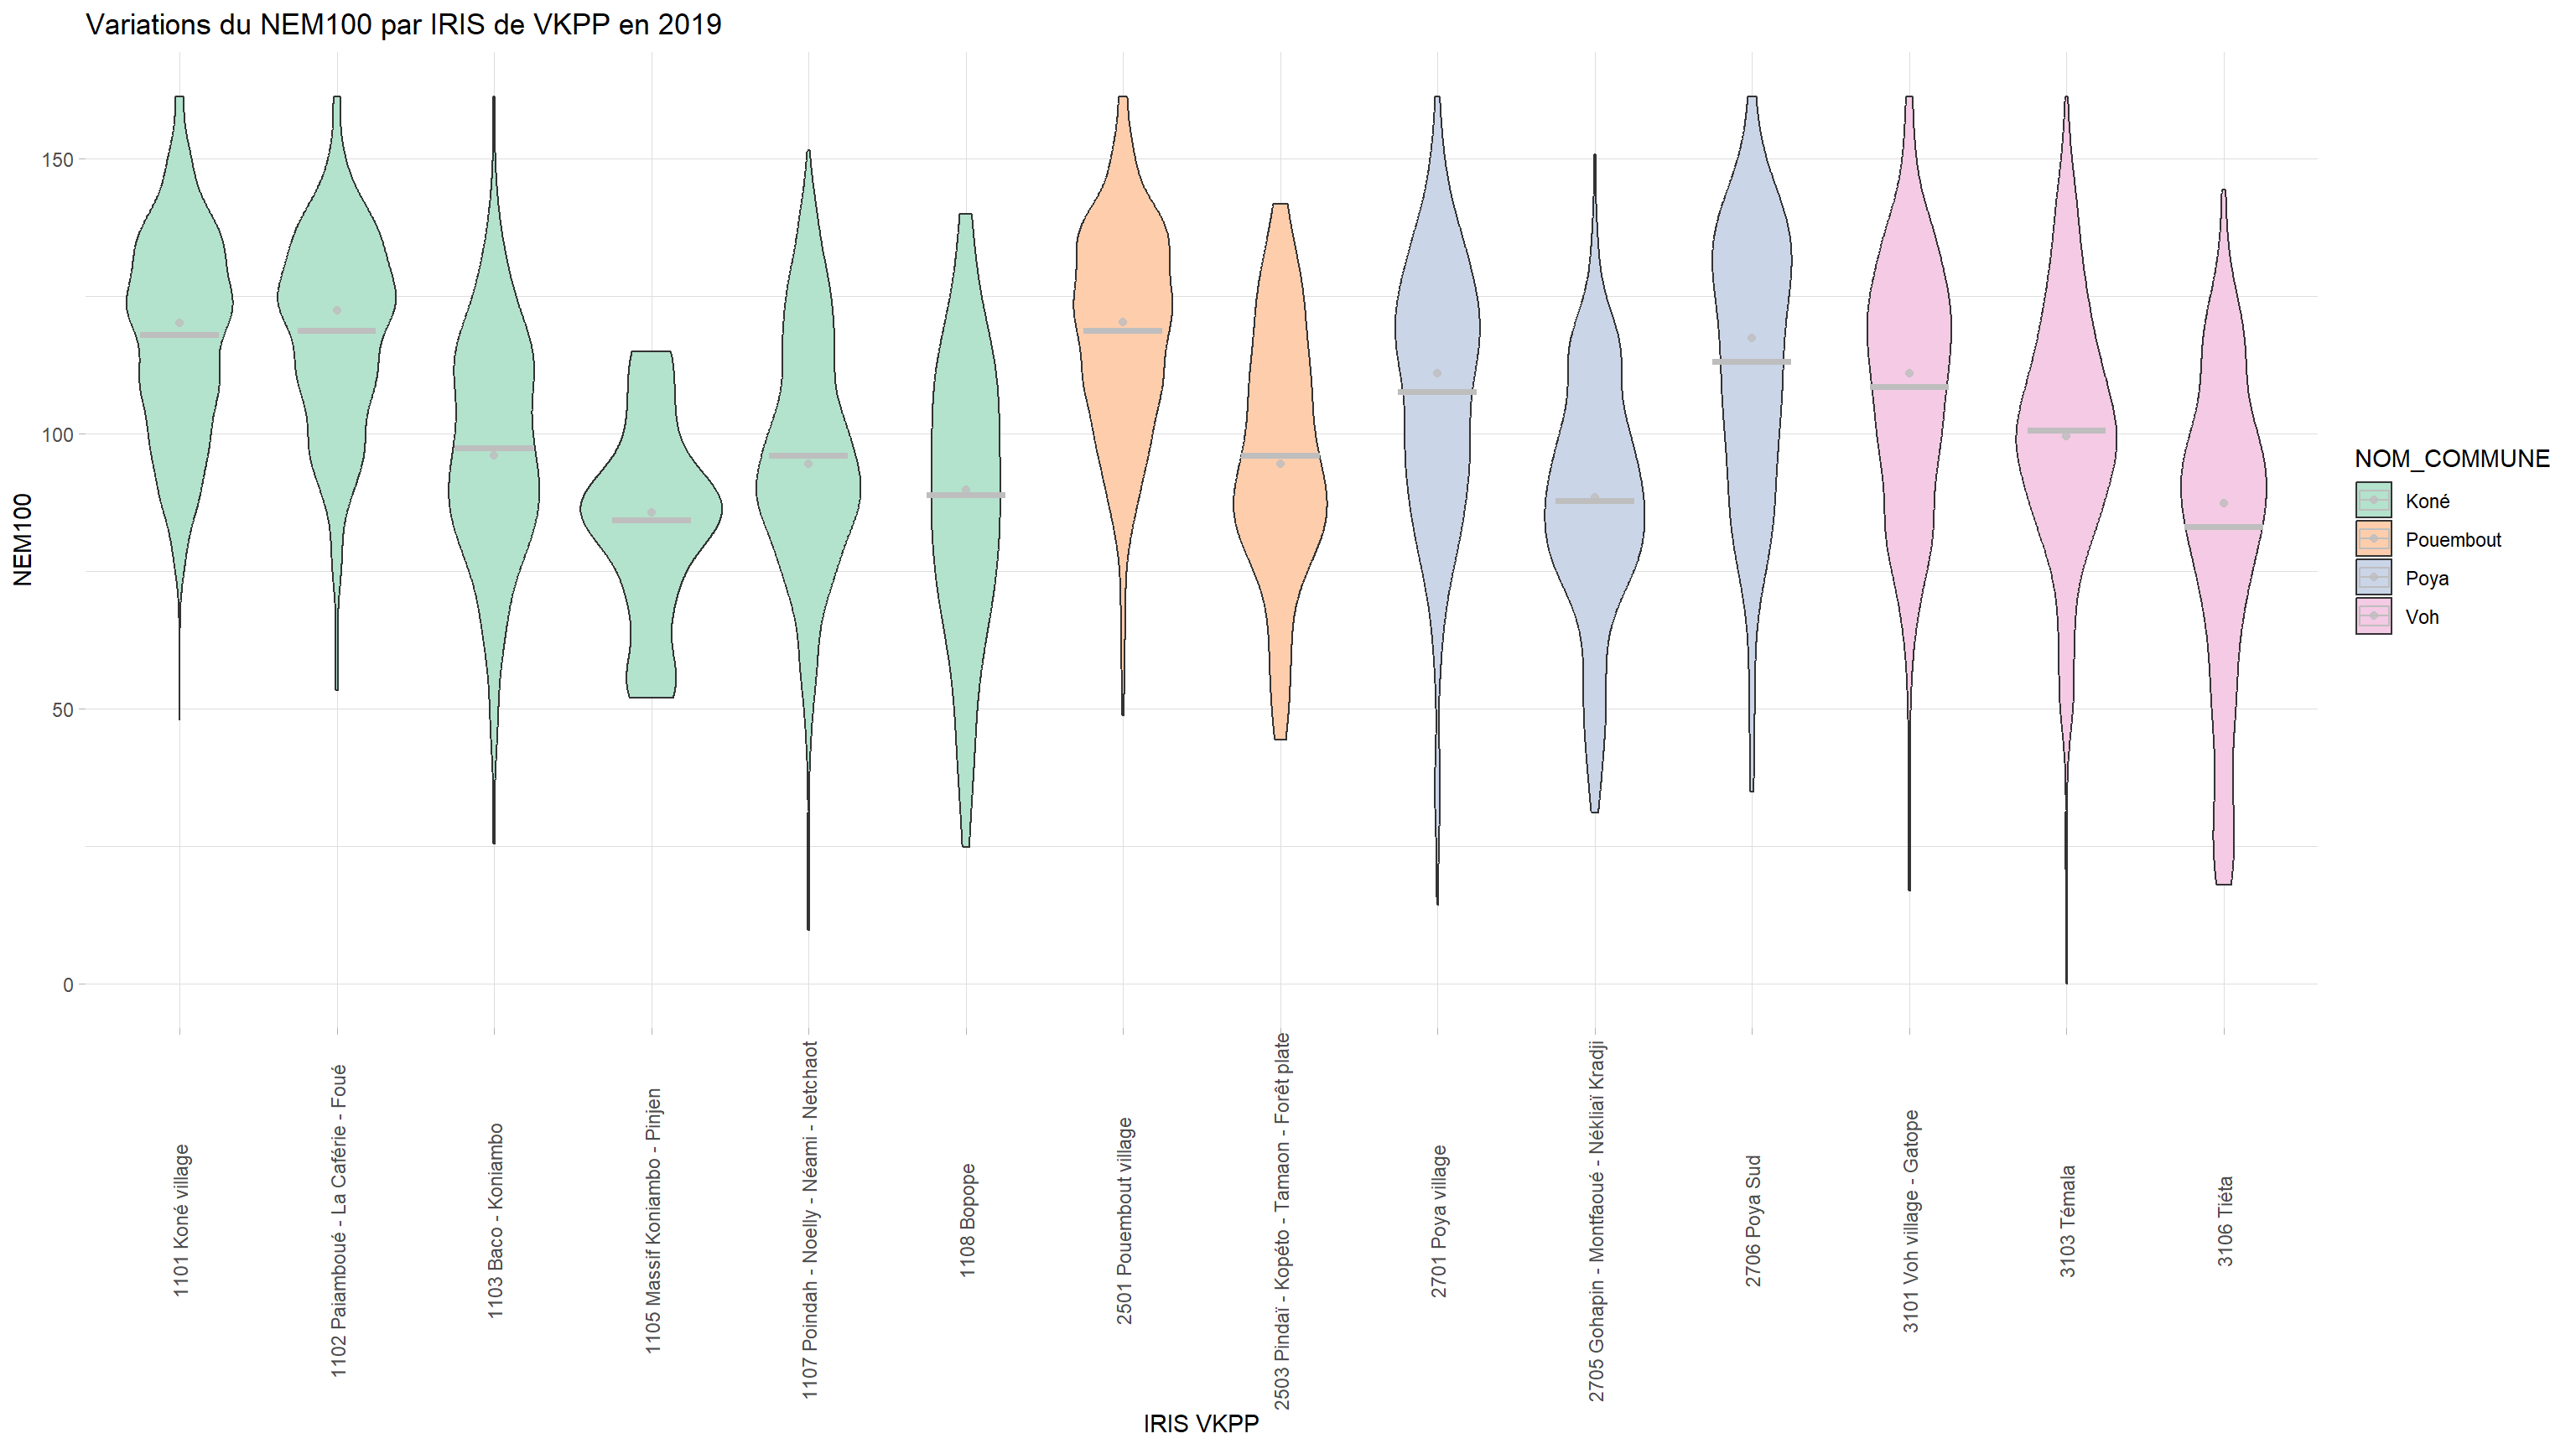 Variations du NEM100 par IRIS de VKPP en 2019
NEM100
150
100
50
0
1101 Koné village
1102 Paiamboué - La Caférie - Foué
1103 Baco - Koniambo
1105 Massif Koniambo - Pinjen
1107 Poindah - Noelly - Néami - Netchaot
1108 Bopope
2501 Pouembout village
2503 Pindaï - Kopéto - Tamaon - Forêt plate
2701 Poya village
2705 Gohapin - Montfaoué - Nékliaï Kradji
2706 Poya Sud
3101 Voh village - Gatope
3103 Témala
3106 Tiéta
IRIS VKPP
NOM_COMMUNE
Koné
Pouembout
Poya
Voh